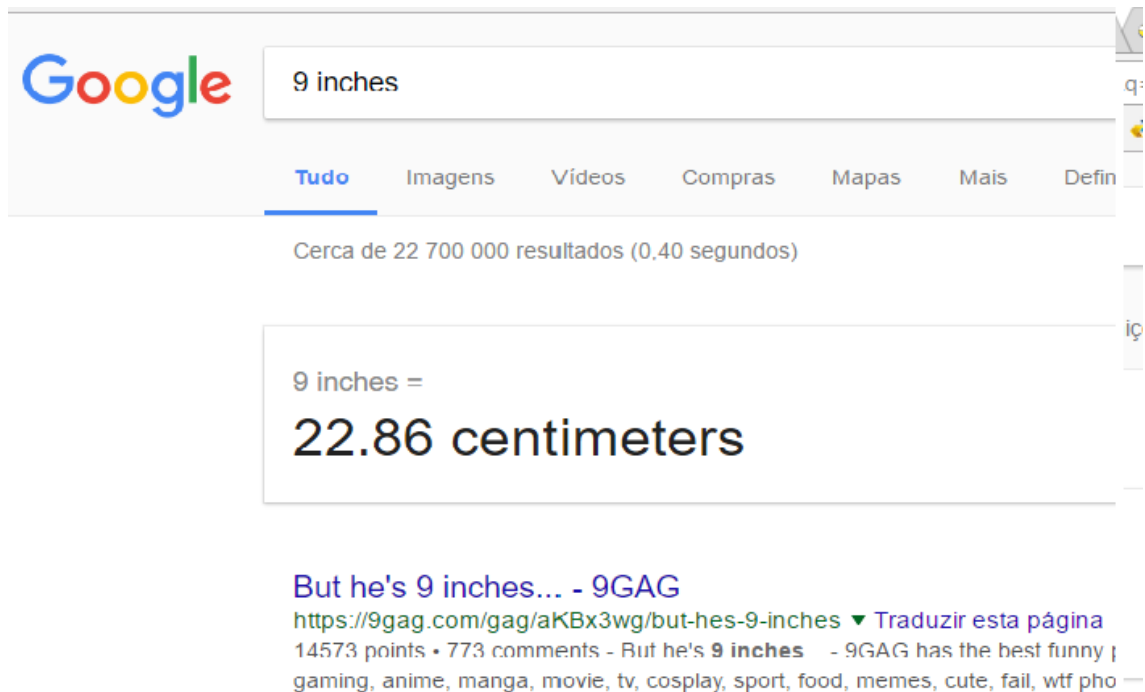 Google
9 inches
Tudo Imagens Vídeos Compras Mapas Mais Defin
Cerca de 22 700 000 resultados (0,40 segundos)
9 inches =
22.86 centimeters
But he's 9 inches... - 9GAG
https://9gag.com/gag/aKBx3wg/but-hes-9-inches ▼ Traduzir esta página
14573 points • 773 comments - But he's 9 inches - 9GAG has the best funny
gaming, anime, manga, movie, tv, cosplay, sport, food, memes, cute, fail, wtf pho